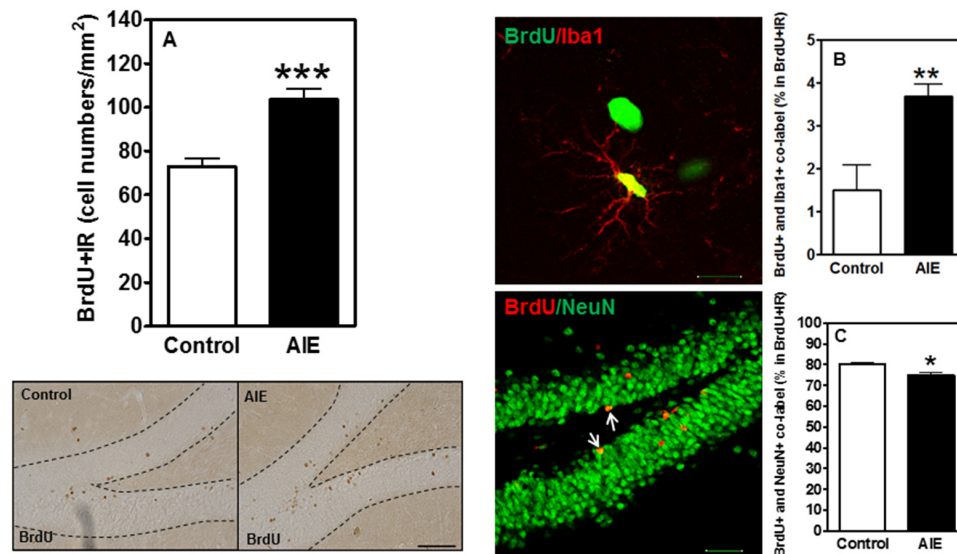 A
BrdU+IR (cell numbers/mm²)
140
120
100
80
60
40
20
0
***
Control
AIE
Control
AIE
BrdU
BrdU
BrdU/Iba1
B
BrdU+ and Iba1+ co-label (% in BrdU+IR)
5
4
3
2
1
0
**
Control
AIE
BrdU/NeuN
C
BrdU+ and NeuN+ co-label (% in BrdU+IR)
100
90
80
70
60
50
40
30
20
10
0
*
Control
AIE